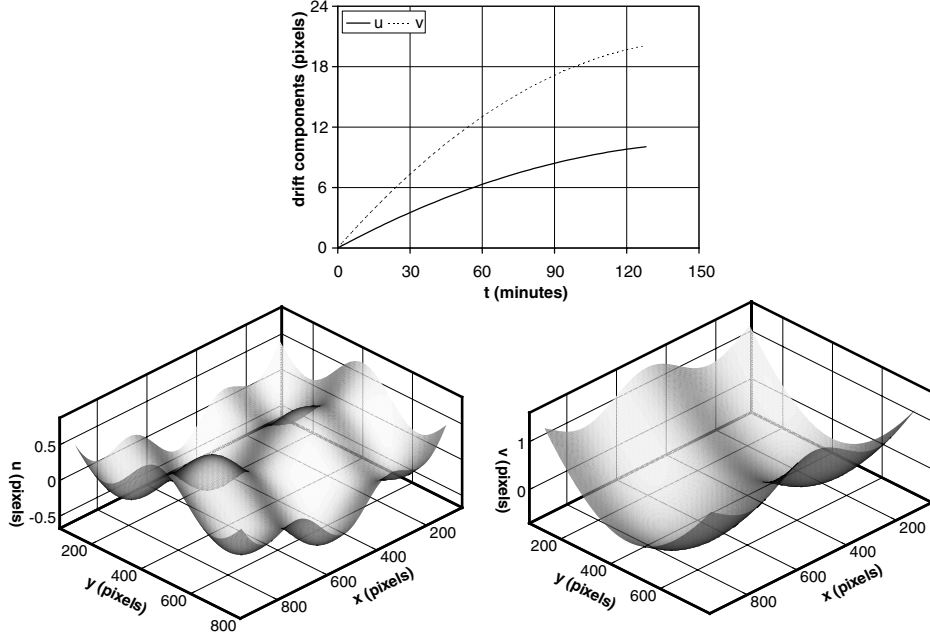 24
u v
18
12
6
0
drift components (pixels)
0 30 60 90 120 150
t (minutes)
0.5
0
-0.5
u (pixels)
200
400
600
800
y (pixels)
200
400
600
800
x (pixels)
1
0
v (pixels)
200
400
600
y (pixels)
200
400
600
800
x (pixels)